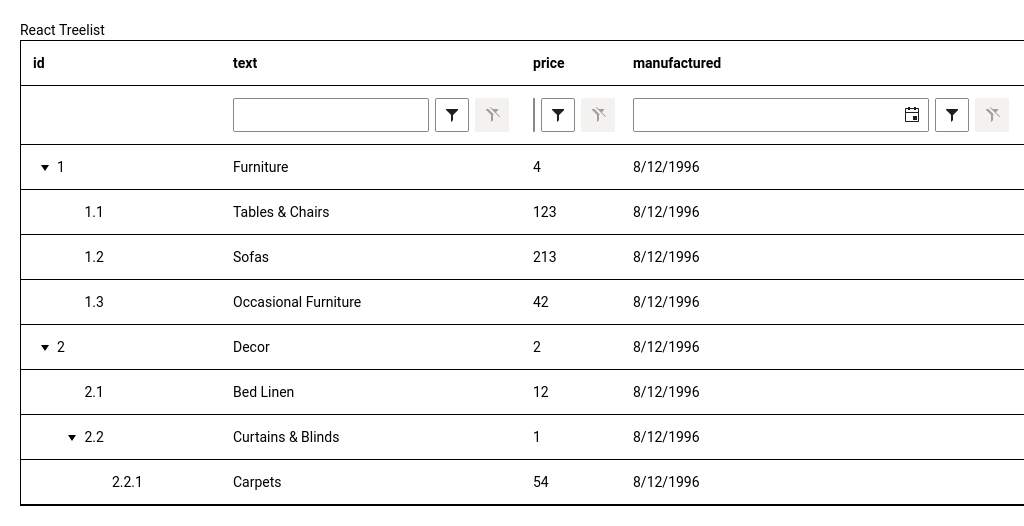 React Treelist
id text price manufactured
1 Furniture 4 8/12/1996
1.1 Tables & Chairs 123 8/12/1996
1.2 Sofas 213 8/12/1996
1.3 Occasional Furniture 42 8/12/1996
2 Decor 2 8/12/1996
2.1 Bed Linen 12 8/12/1996
2.2 Curtains & Blinds 1 8/12/1996
2.2.1 Carpets 54 8/12/1996